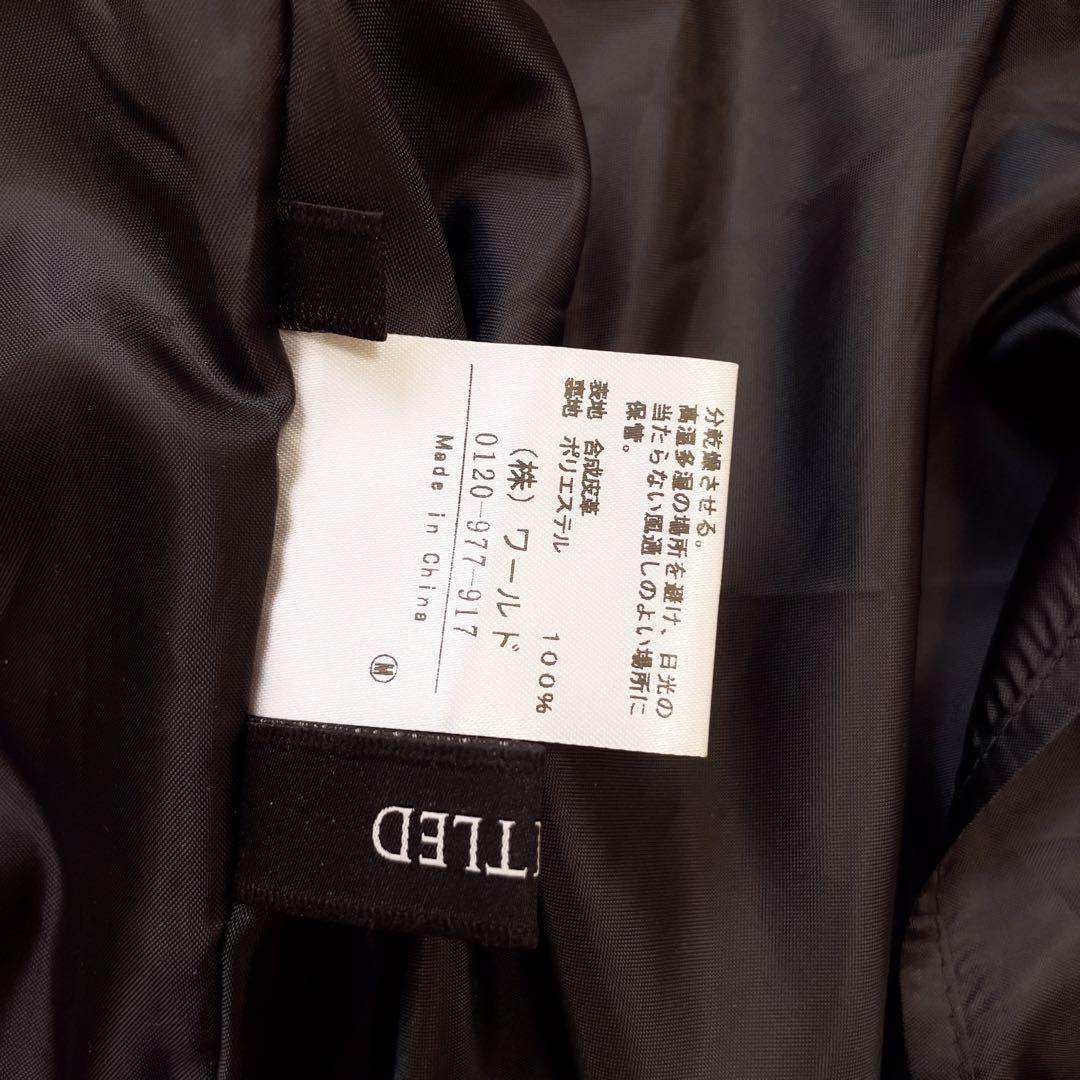 分乾燥させる。
高湿多湿の場所を避け、日光の
当たらない風通しのよい場所に
保管。
表地 合成皮革
裏地 ポリエステル 100%
(株)ワールド
0120-977-917
Made in China
M
TLED